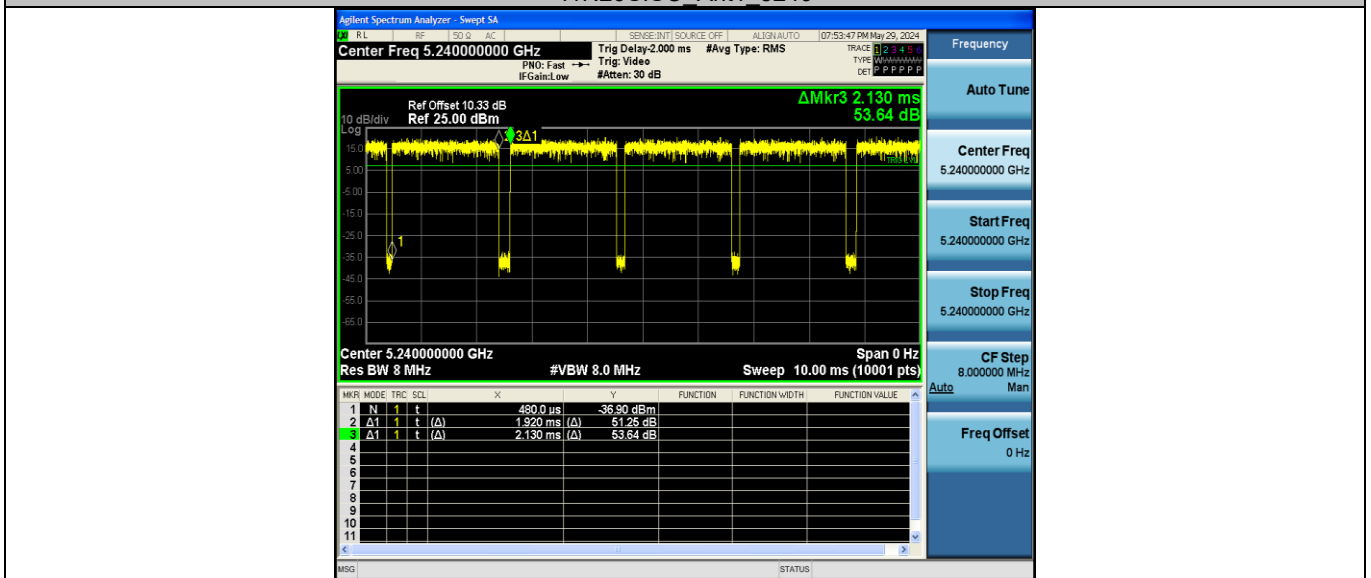 Agilent Spectrum Analyzer - Swept SA
RL RF 50 Ω AC SENSE:INT SOURCE OFF ALIGN AUTO 07:53:47 PM May 29, 2024
Center Freq 5.240000000 GHz
PNO: Fast
IFGain:Low
Trig Delay-2.000 ms #Avg Type: RMS
Trig: Video
#Atten: 30 dB
TRACE 1 2 3 4 5 6
TYPE
DET P P P P P P
Frequency
Auto Tune
Center Freq
5.240000000 GHz
Start Freq
5.240000000 GHz
Stop Freq
5.240000000 GHz
CF Step
8.000000 MHz
Auto Man
Freq Offset
0 Hz
ΔMkr3 2.130 ms
53.64 dB
Ref Offset 10.33 dB
10 dB/div Ref 25.00 dBm
Log
15.0
5.00
-5.00
-15.0
-25.0
-35.0
-45.0
-55.0
-65.0
3Δ1
1
Center 5.240000000 GHz Span 0 Hz
Res BW 8 MHz #VBW 8.0 MHz Sweep 10.00 ms (10001 pts)
MKR MODE TRC SCL X Y FUNCTION FUNCTION WIDTH FUNCTION VALUE
1 N 1 t 480.0 µs -36.90 dBm
2 Δ1 1 t (Δ) 1.920 ms (Δ) 51.25 dB
3 Δ1 1 t (Δ) 2.130 ms (Δ) 53.64 dB
4
5
6
7
8
9
10
11
MSG STATUS